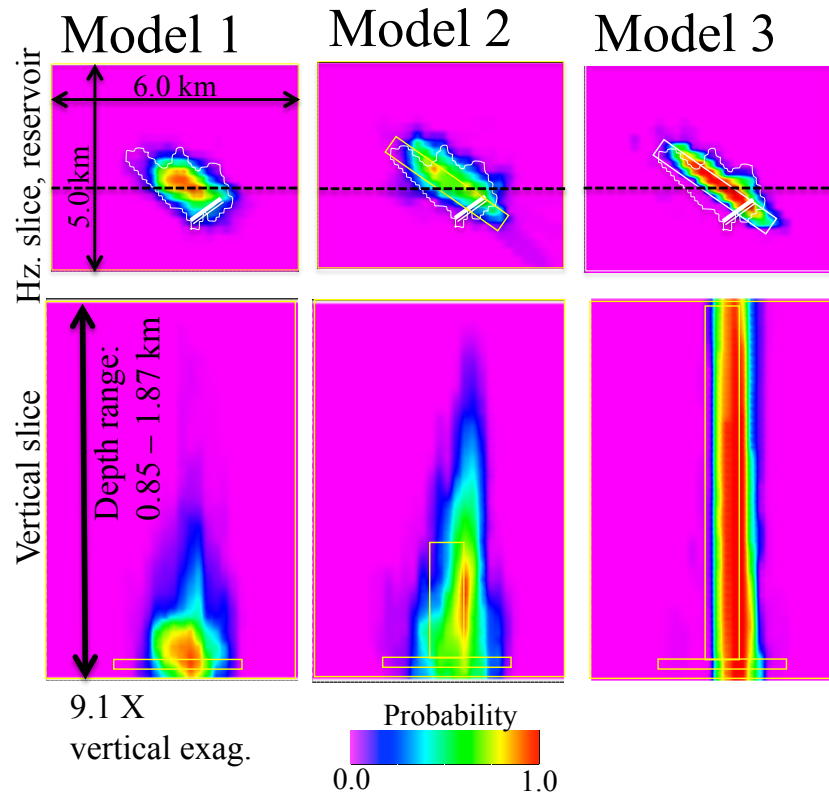 Model 1
Model 2
Model 3
Hz. slice, reservoir
6.0 km
5.0 km
Vertical slice
Depth range:
0.85 – 1.87 km
9.1 X
vertical exag.
Probability
0.0
1.0